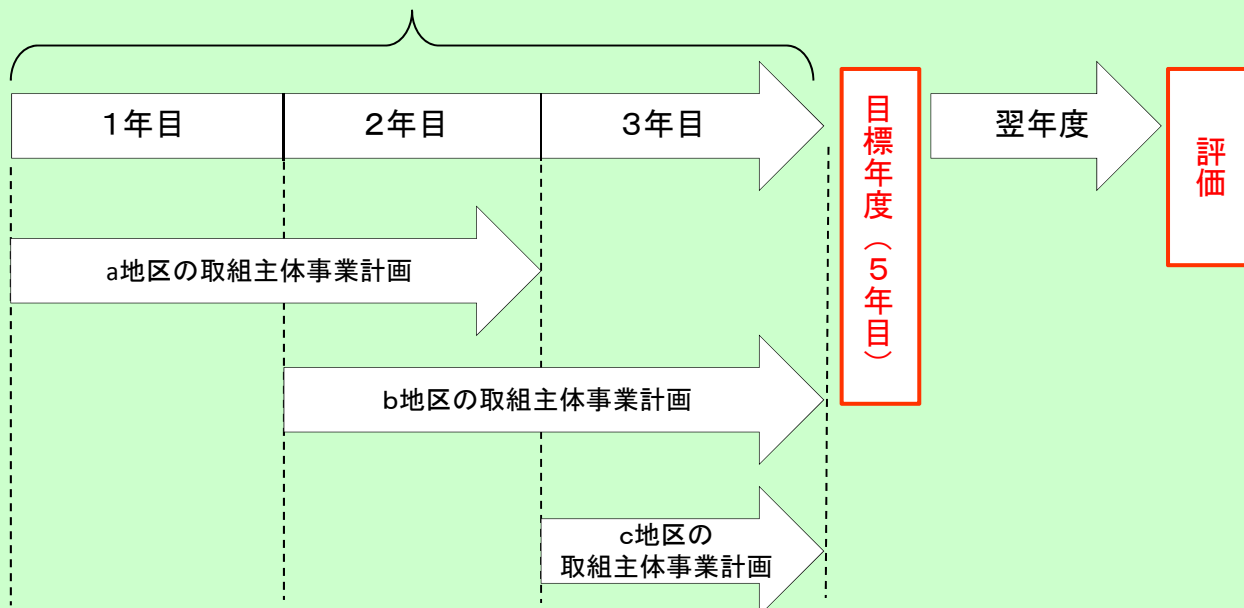 １年目
２年目
３年目
目標年度（５年目）
翌年度
評価
a地区の取組主体事業計画
b地区の取組主体事業計画
c地区の
取組主体事業計画